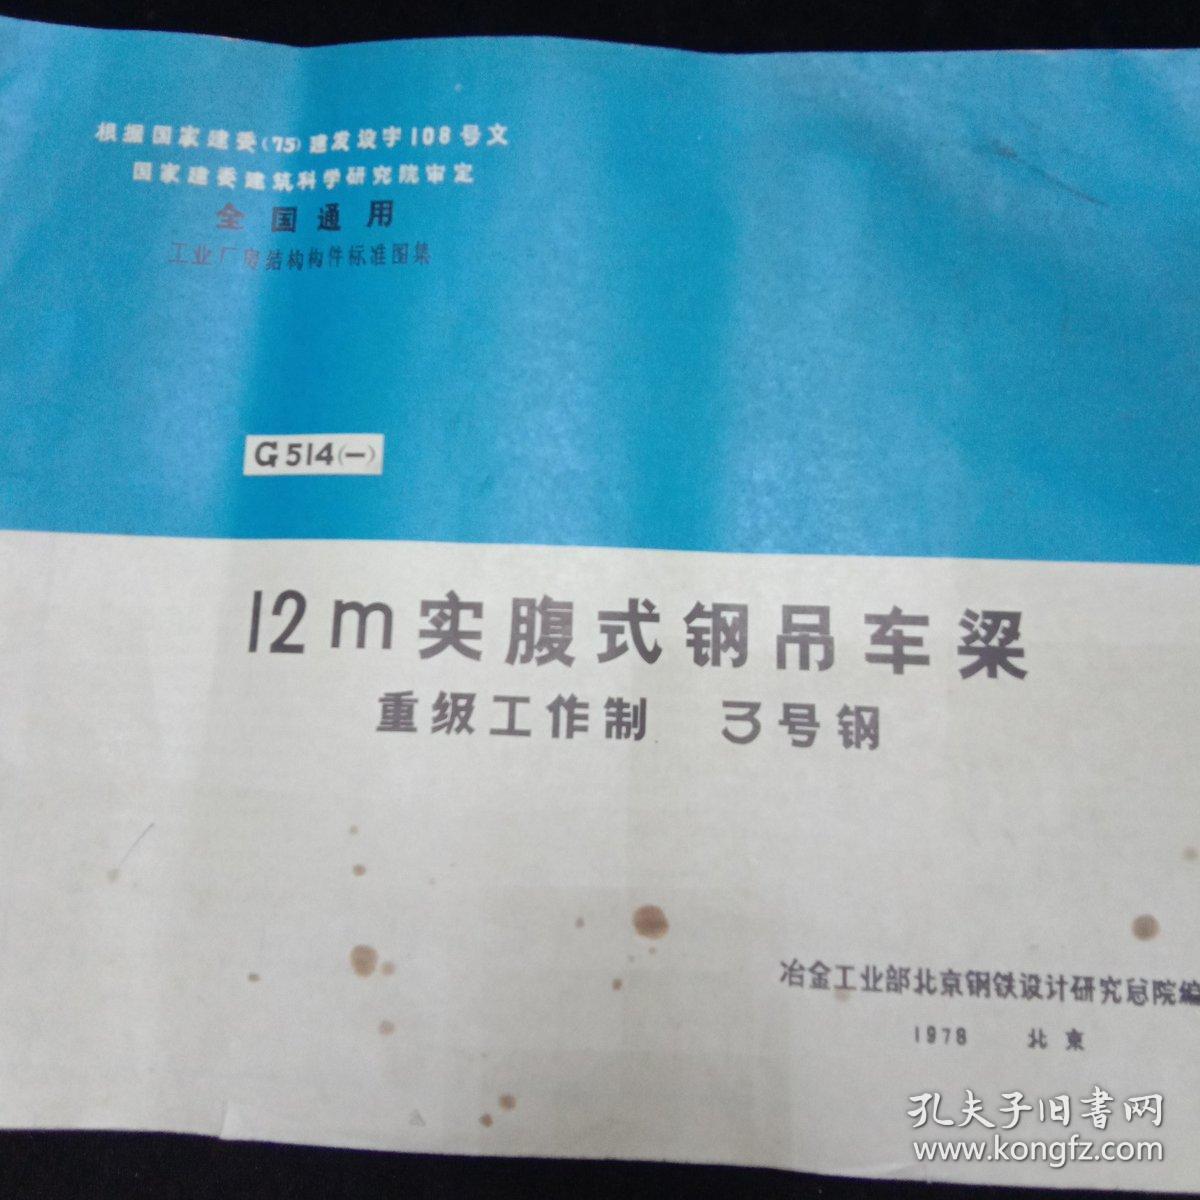 根据国家建委(75)建发设字108号文
国家建委建筑科学研究院审定
全国通用
工业厂房结构构件标准图集
G514(一)
12m实腹式钢吊车梁
重级工作制 3号钢
冶金工业部北京钢铁设计研究总院编
1978 北京
孔夫子旧书网
www.kongfz.com